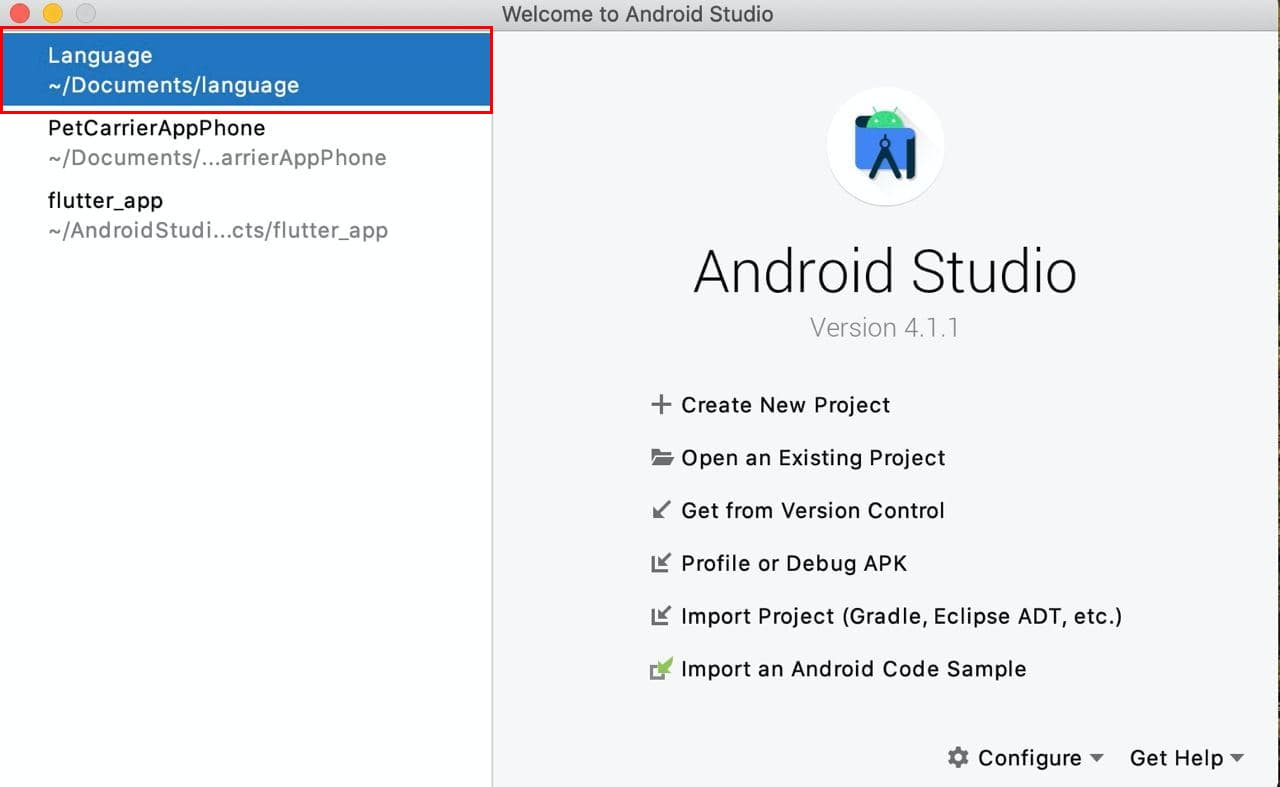 Welcome to Android Studio
Language
~/Documents/language
PetCarrierAppPhone
~/Documents/...arrierAppPhone
flutter_app
~/AndroidStudi...cts/flutter_app
Android Studio
Version 4.1.1
Create New Project
Open an Existing Project
Get from Version Control
Profile or Debug APK
Import Project (Gradle, Eclipse ADT, etc.)
Import an Android Code Sample
Configure Get Help